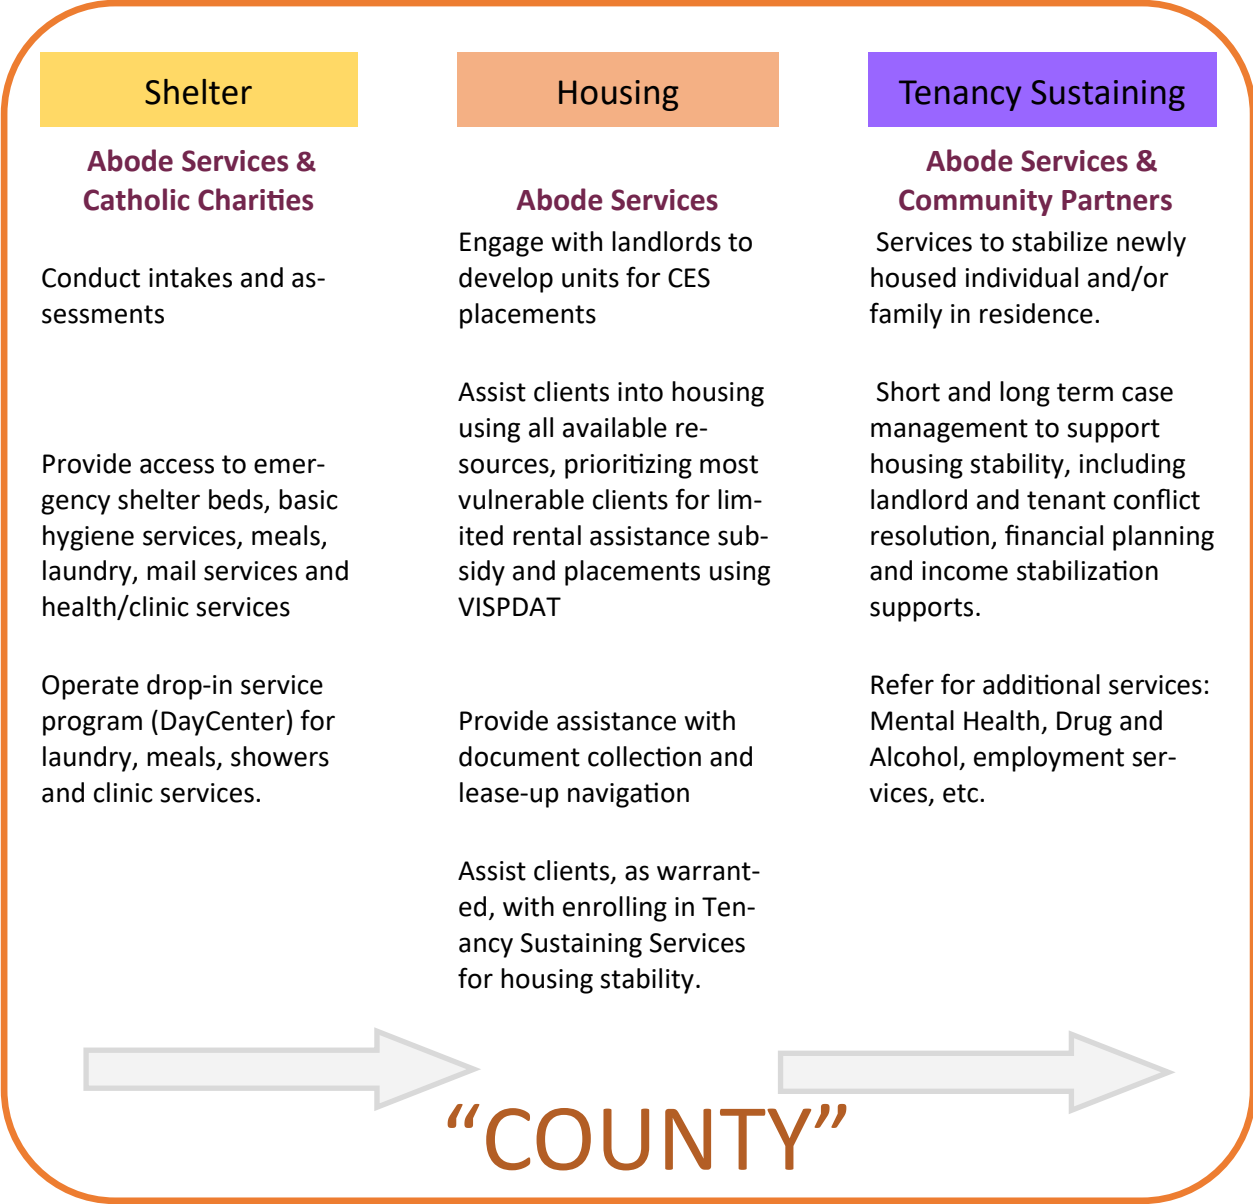 Shelter
Abode Services &
Catholic Charities
Conduct intakes and as-
sessments
Provide access to emer-
gency shelter beds, basic
hygiene services, meals,
laundry, mail services and
health/clinic services
Operate drop-in service
program (DayCenter) for
laundry, meals, showers
and clinic services.
Housing
Abode Services
Engage with landlords to
develop units for CES
placements
Assist clients into housing
using all available re-
sources, prioritizing most
vulnerable clients for lim-
ited rental assistance sub-
sidy and placements using
VISPDAT
Provide assistance with
document collection and
lease-up navigation
Assist clients, as warrant-
ed, with enrolling in Ten-
ancy Sustaining Services
for housing stability.
Tenancy Sustaining
Abode Services &
Community Partners
Services to stabilize newly
housed individual and/or
family in residence.
Short and long term case
management to support
housing stability, including
landlord and tenant conflict
resolution, financial planning
and income stabilization
supports.
Refer for additional services:
Mental Health, Drug and
Alcohol, employment ser-
vices, etc.
“COUNTY”